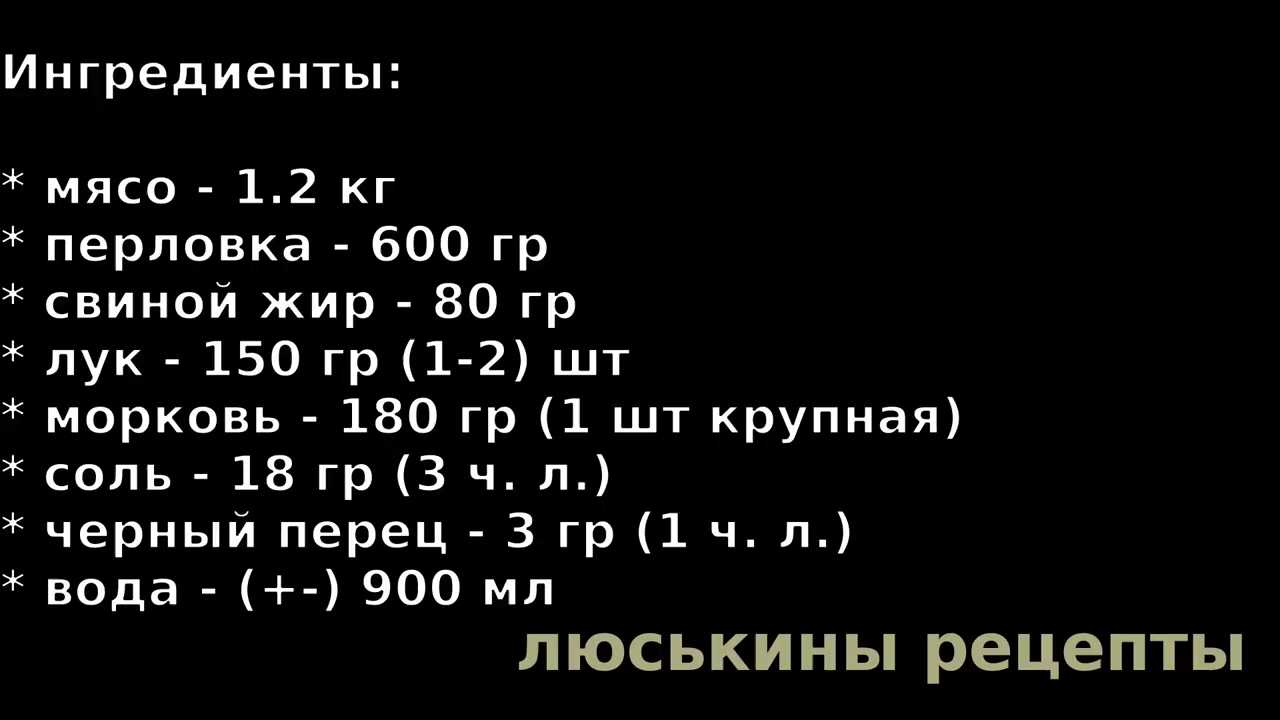 Ингредиенты:
* мясо - 1.2 кг
* перловка - 600 гр
* свиной жир - 80 гр
* лук - 150 гр (1-2) шт
* морковь - 180 гр (1 шт крупная)
* соль - 18 гр (3 ч. л.)
* черный перец - 3 гр (1 ч. л.)
* вода - (+-) 900 мл
люськины рецепты